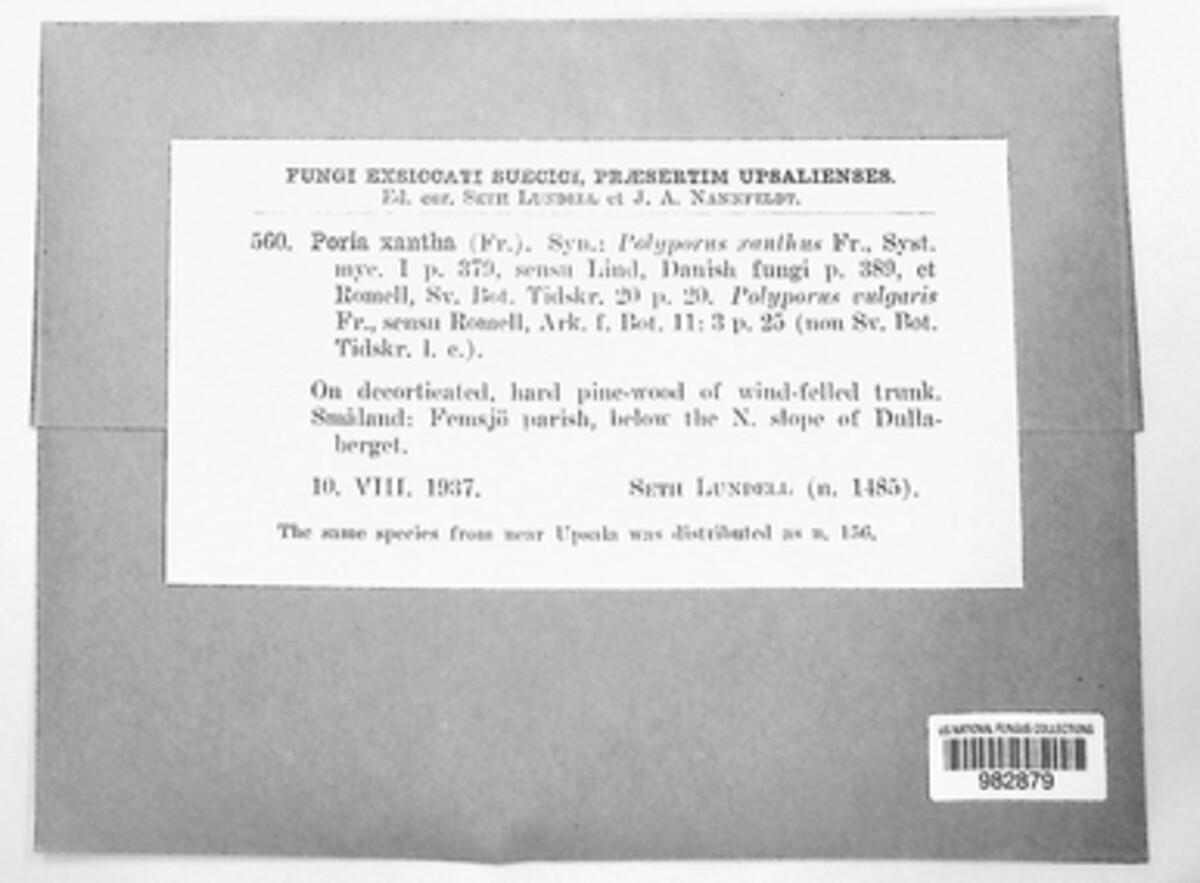 FUNGI EXSICCATI SUECICI, PRÆSERTIM UPSALIENSES.
Ed. cur. SETH LUNDELL et J. A. NANNFELDT.
560. Poria xantha (Fr.). Syn.: Polyporus xanthus Fr., Syst.
myc. I p. 379, sensu Lind, Danish fungi p. 389, et
Romell, Sv. Bot. Tidskr. 20 p. 20. Polyporus vulgaris
Fr., sensu Romell, Ark. f. Bot. 11: 3 p. 25 (non Sv. Bot.
Tidskr. l. c.).
On decorticated, hard pine-wood of wind-felled trunk.
Småland: Femsjö parish, below the N. slope of Dulla-
berget.
10. VIII. 1937. SETH LUNDELL (n. 1485).
The same species from near Upsala was distributed as n. 156.
US NATIONAL FUNGUS COLLECTIONS
982879